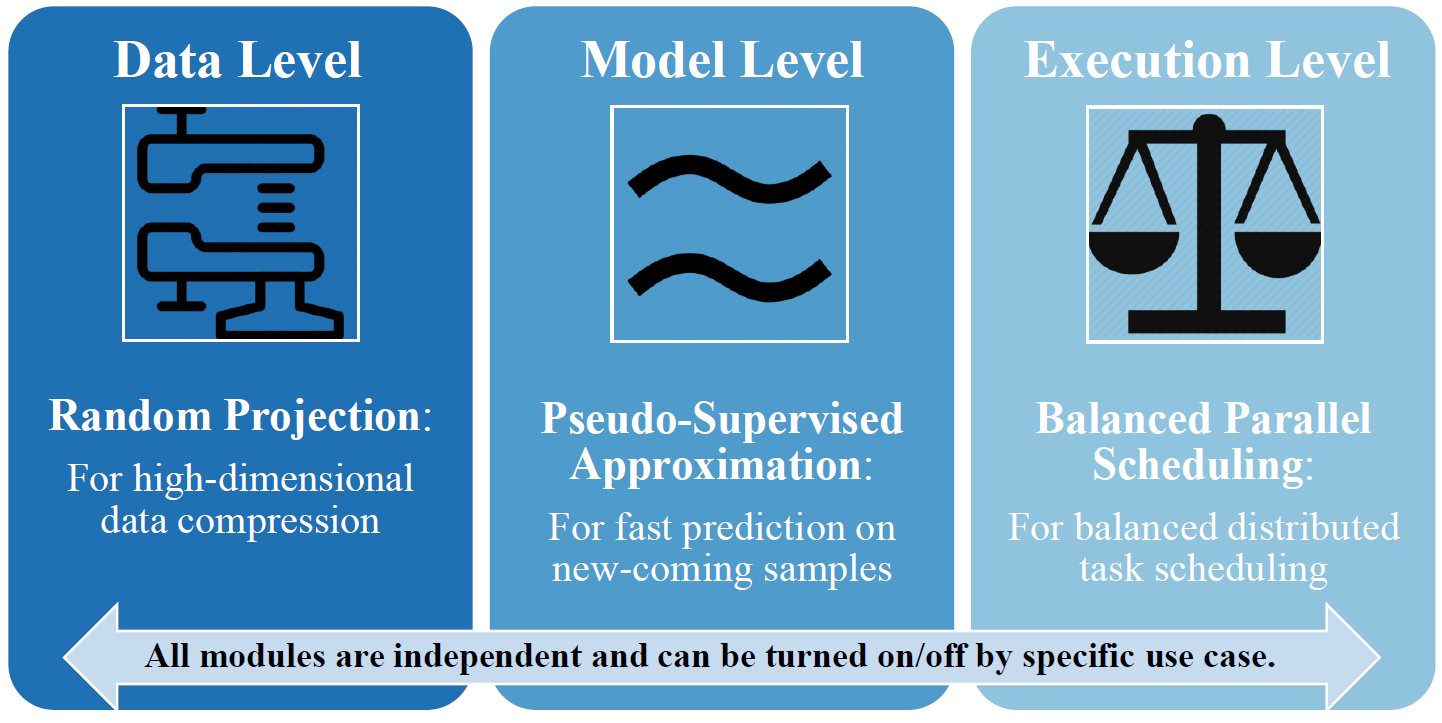 Data Level
Random Projection:
For high-dimensional
data compression
Model Level
Pseudo-Supervised
Approximation:
For fast prediction on
new-coming samples
Execution Level
Balanced Parallel
Scheduling:
For balanced distributed
task scheduling
All modules are independent and can be turned on/off by specific use case.